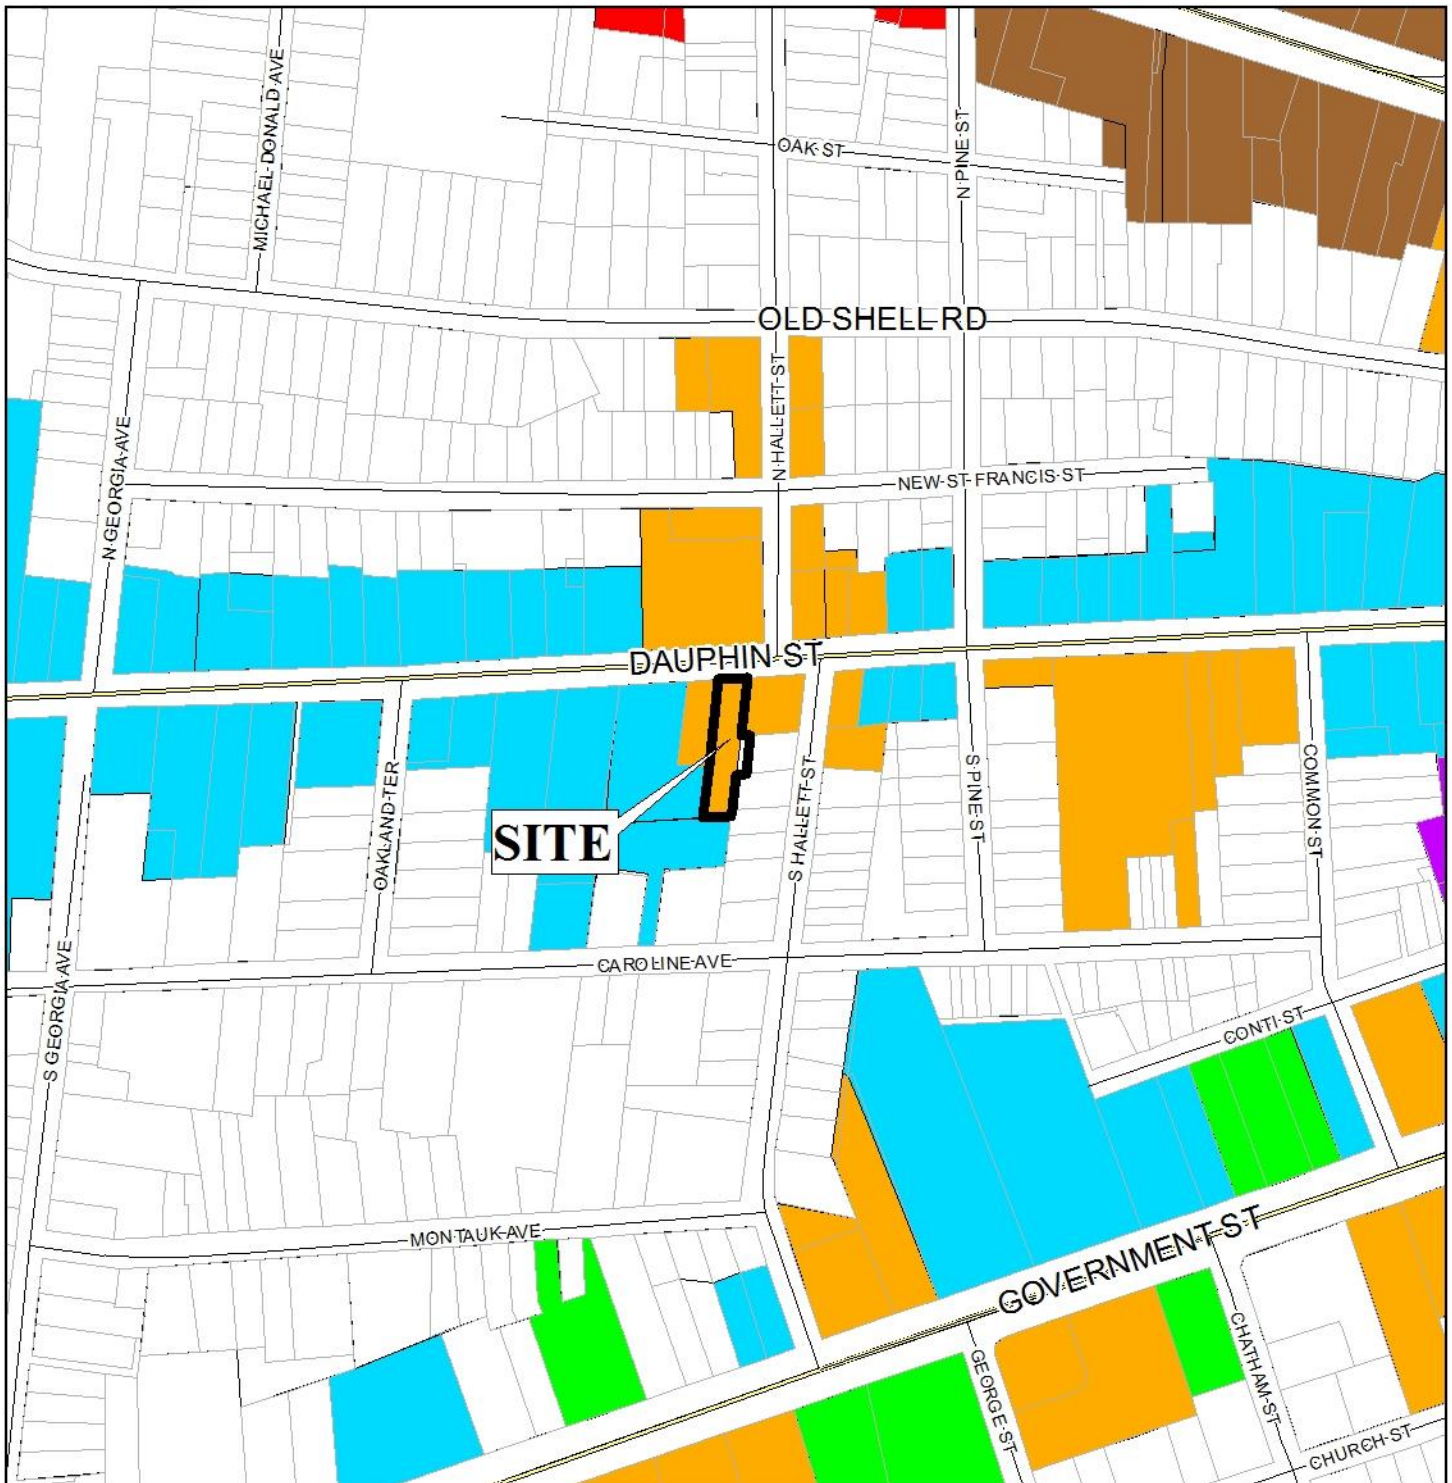 MICHAEL DONALD AVE
OAK ST
N PINE ST
OLD SHELL RD
N HALLETT ST
N GEORGIA AVE
NEW ST FRANCIS ST
DAUPHIN ST
OAKLAND TER
SITE
S HALLETT ST
S PINE ST
COMMON ST
CAROLINE AVE
S GEORGIA AVE
CONTI ST
MONTAUK AVE
GOVERNMENT ST
GEORGE ST
CHATHAM ST
CHURCH ST